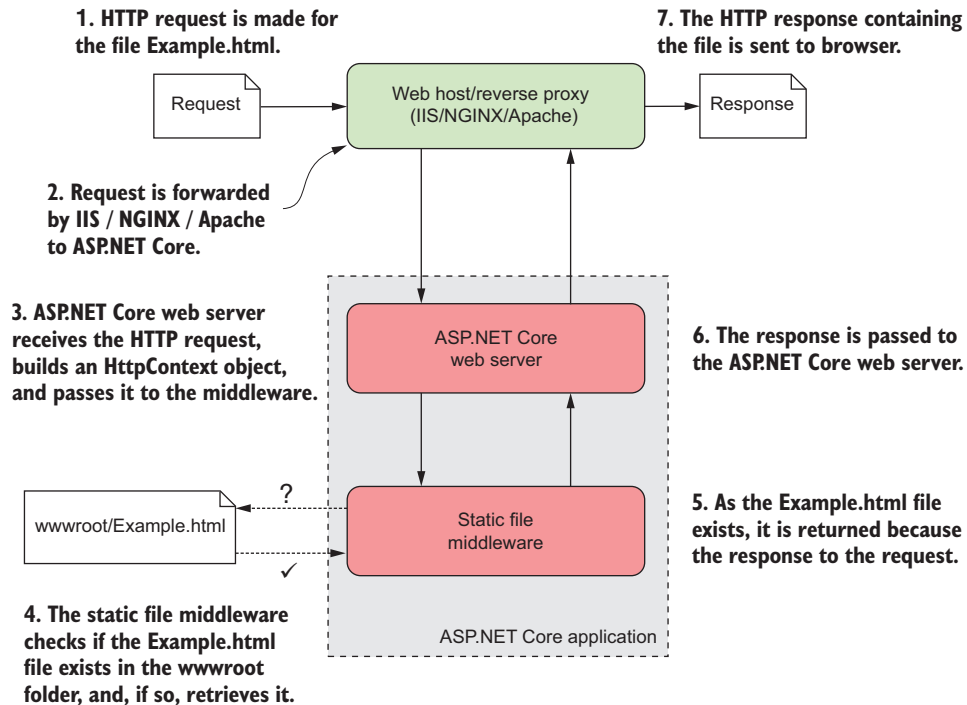 1. HTTP request is made for
the file Example.html.
7. The HTTP response containing
the file is sent to browser.
Request
Web host/reverse proxy
(IIS/NGINX/Apache)
Response
2. Request is forwarded
by IIS / NGINX / Apache
to ASP.NET Core.
3. ASP.NET Core web server
receives the HTTP request,
builds an HttpContext object,
and passes it to the middleware.
ASP.NET Core
web server
6. The response is passed to
the ASP.NET Core web server.
?
wwwroot/Example.html
✓
Static file
middleware
5. As the Example.html file
exists, it is returned because
the response to the request.
4. The static file middleware
checks if the Example.html
file exists in the wwwroot
folder, and, if so, retrieves it.
ASP.NET Core application